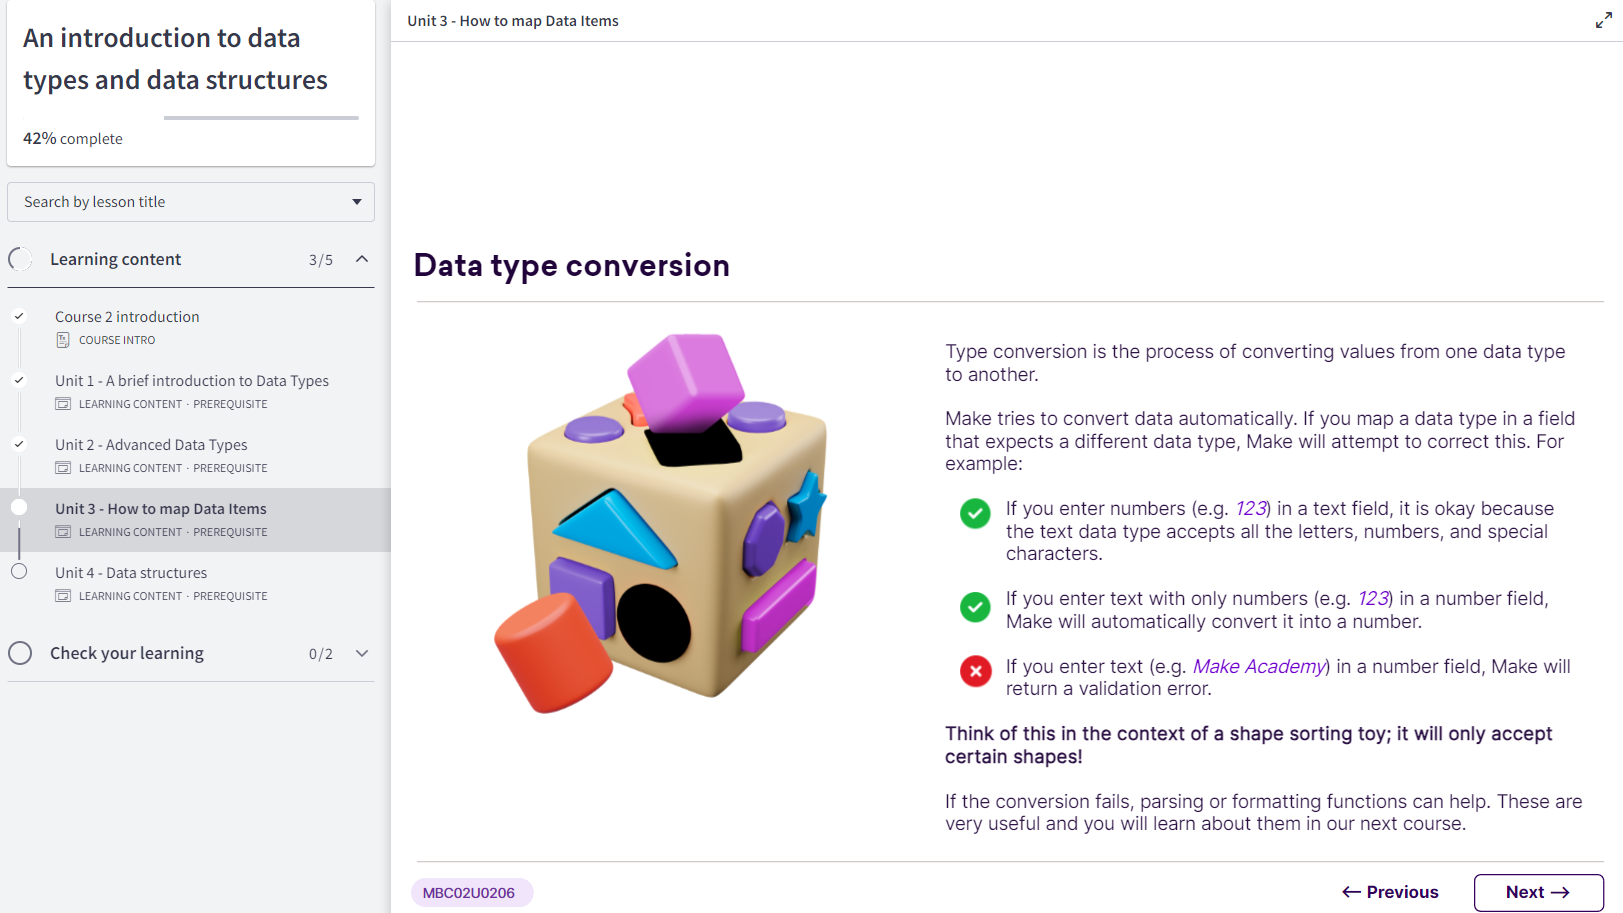 An introduction to data
types and data structures
42% complete
Search by lesson title
Learning content 3/5
Course 2 introduction
COURSE INTRO
Unit 1 - A brief introduction to Data Types
LEARNING CONTENT · PREREQUISITE
Unit 2 - Advanced Data Types
LEARNING CONTENT · PREREQUISITE
Unit 3 - How to map Data Items
LEARNING CONTENT · PREREQUISITE
Unit 4 - Data structures
LEARNING CONTENT · PREREQUISITE
Check your learning 0/2
Unit 3 - How to map Data Items
Data type conversion
Type conversion is the process of converting values from one data type
to another.
Make tries to convert data automatically. If you map a data type in a field
that expects a different data type, Make will attempt to correct this. For
example:
If you enter numbers (e.g. 123) in a text field, it is okay because
the text data type accepts all the letters, numbers, and special
characters.
If you enter text with only numbers (e.g. 123) in a number field,
Make will automatically convert it into a number.
If you enter text (e.g. Make Academy) in a number field, Make will
return a validation error.
Think of this in the context of a shape sorting toy; it will only accept
certain shapes!
If the conversion fails, parsing or formatting functions can help. These are
very useful and you will learn about them in our next course.
MBC02U0206
← Previous
Next →